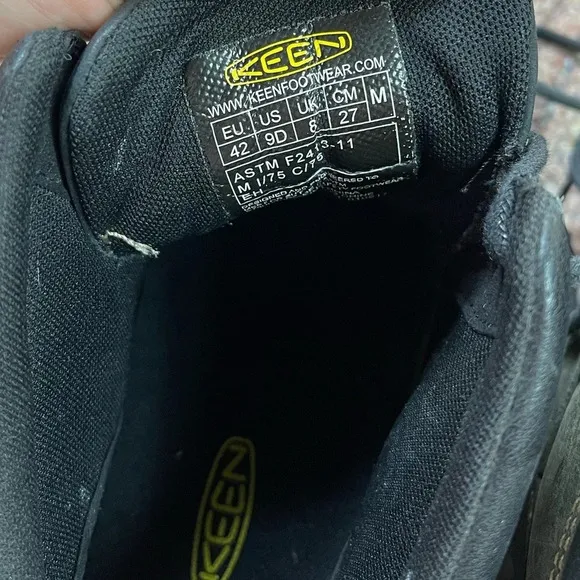 KEEN
WWW.KEENFOOTWEAR.COM
EU US UK CM M
42 9D 8 27
ASTM F2413-11
M I/75 C/75
EH
KEEN